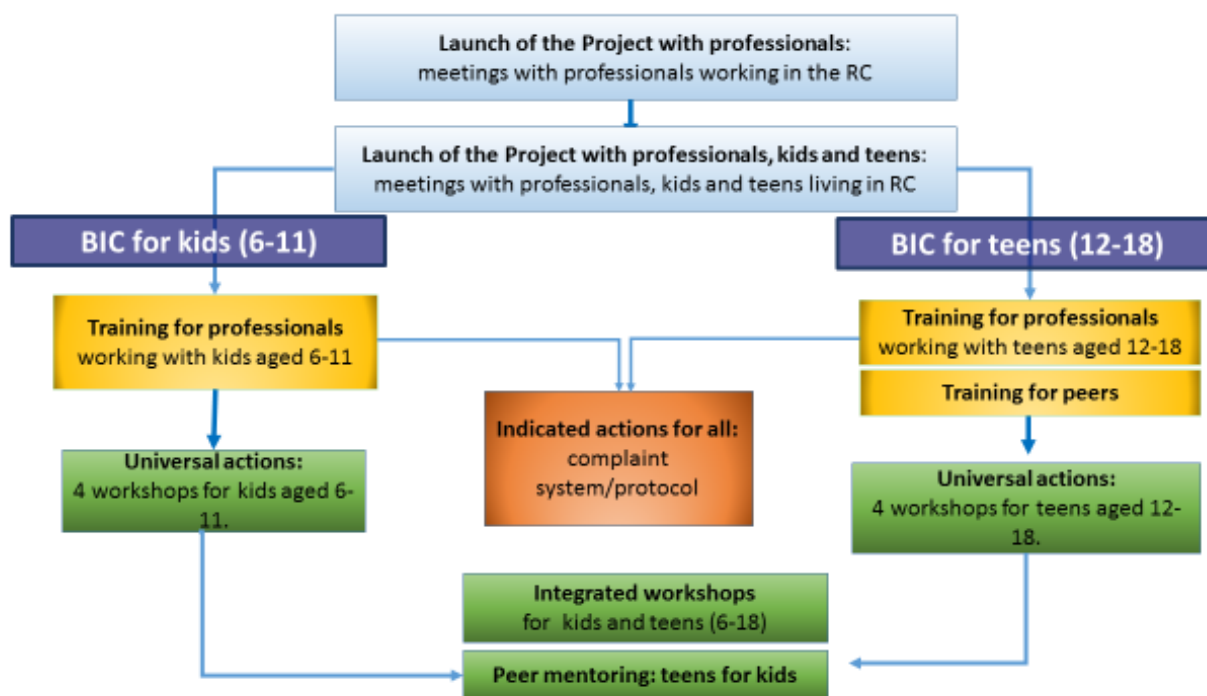 Launch of the Project with professionals:
meetings with professionals working in the RC
Launch of the Project with professionals, kids and teens:
meetings with professionals, kids and teens living in RC
BIC for kids (6-11)
BIC for teens (12-18)
Training for professionals
working with kids aged 6-11
Training for professionals
working with teens aged 12-18
Training for peers
Indicated actions for all:
complaint
system/protocol
Universal actions:
4 workshops for kids aged 6-
11.
Universal actions:
4 workshops for teens aged 12-
18.
Integrated workshops
for kids and teens (6-18)
Peer mentoring: teens for kids